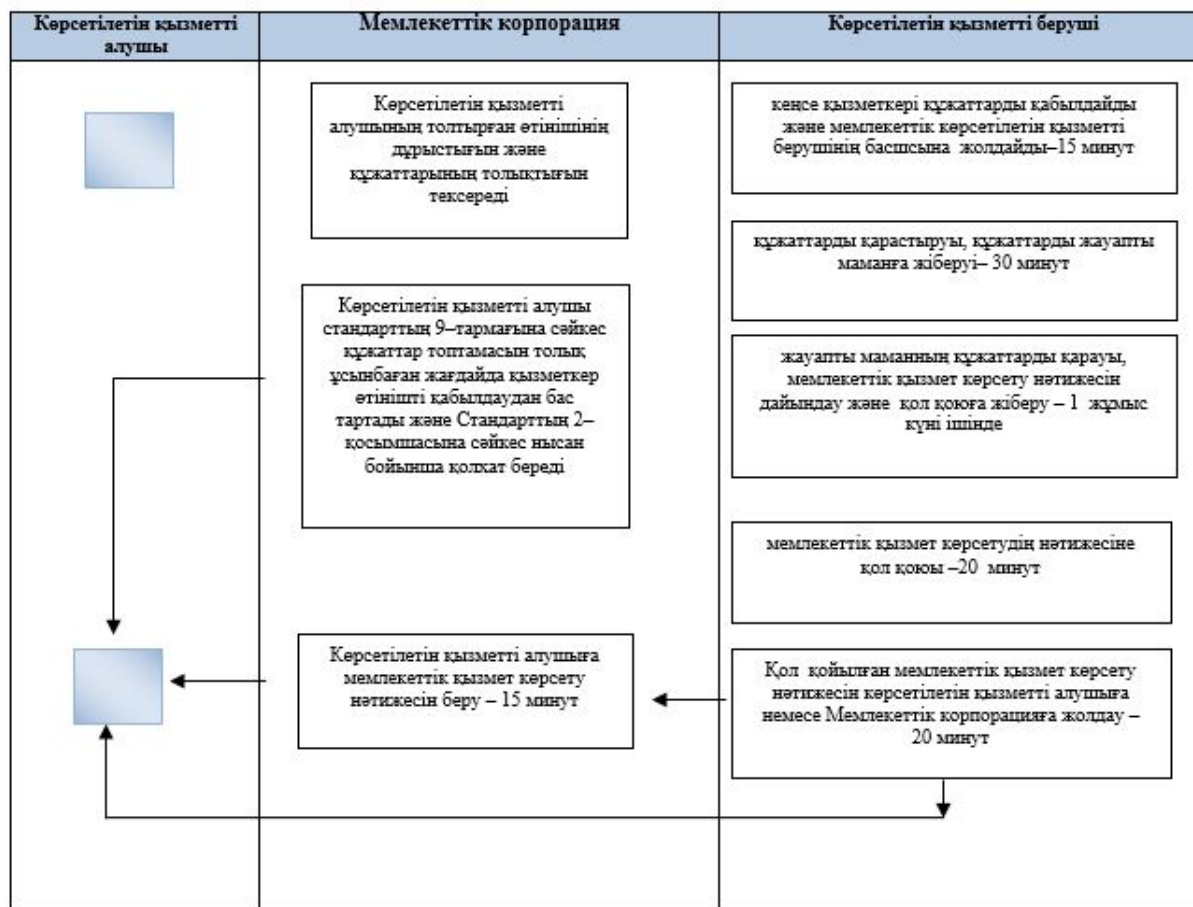 Көрсетілетін қызметті
алушы
Мемлекеттік корпорация
Көрсетілетін қызметті беруші
Көрсетілетін қызметті
алушының толтырған өтінішінің
дұрыстығын және
құжаттарының толықтығын
тексереді
Көрсетілетін қызметті алушы
стандарттың 9–тармағына сәйкес
құжаттар топтамасын толық
ұсынбаған жағдайда қызметкер
өтінішті қабылдаудан бас
тартады және Стандарттың 2–
қосымшасына сәйкес нысан
бойынша қолхат береді
Көрсетілетін қызметті алушыға
мемлекеттік қызмет көрсету
нәтижесін беру – 15 минут
кеңсе қызметкері құжаттарды қабылдайды
және мемлекеттік көрсетілетін қызметті
берушінің басшсына жолдайды–15 минут
құжаттарды қарастыруы, құжаттарды жауапты
маманға жіберуі– 30 минут
жауапты маманның құжаттарды қарауы,
мемлекеттік қызмет көрсету нәтижесін
дайындау және қол қоюға жіберу – 1 жұмыс
күні ішінде
мемлекеттік қызмет көрсетудің нәтижесіне
қол қоюы –20 минут
Қол қойылған мемлекеттік қызмет көрсету
нәтижесін көрсетілетін қызметті алушыға
немесе Мемлекеттік корпорацияға жолдау –
20 минут